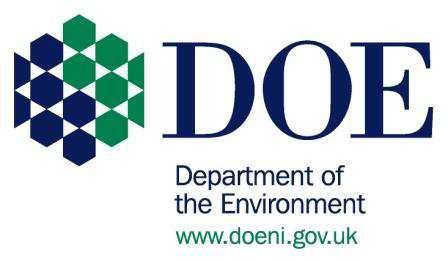 DOE
Department of
the Environment
www.doeni.gov.uk